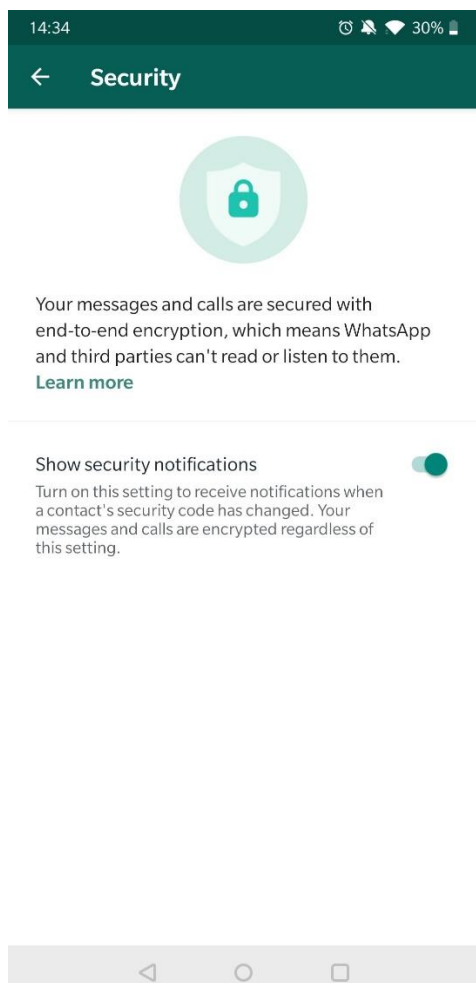 14:34 30%
Security
Your messages and calls are secured with
end-to-end encryption, which means WhatsApp
and third parties can't read or listen to them.
Learn more
Show security notifications
Turn on this setting to receive notifications when
a contact's security code has changed. Your
messages and calls are encrypted regardless of
this setting.